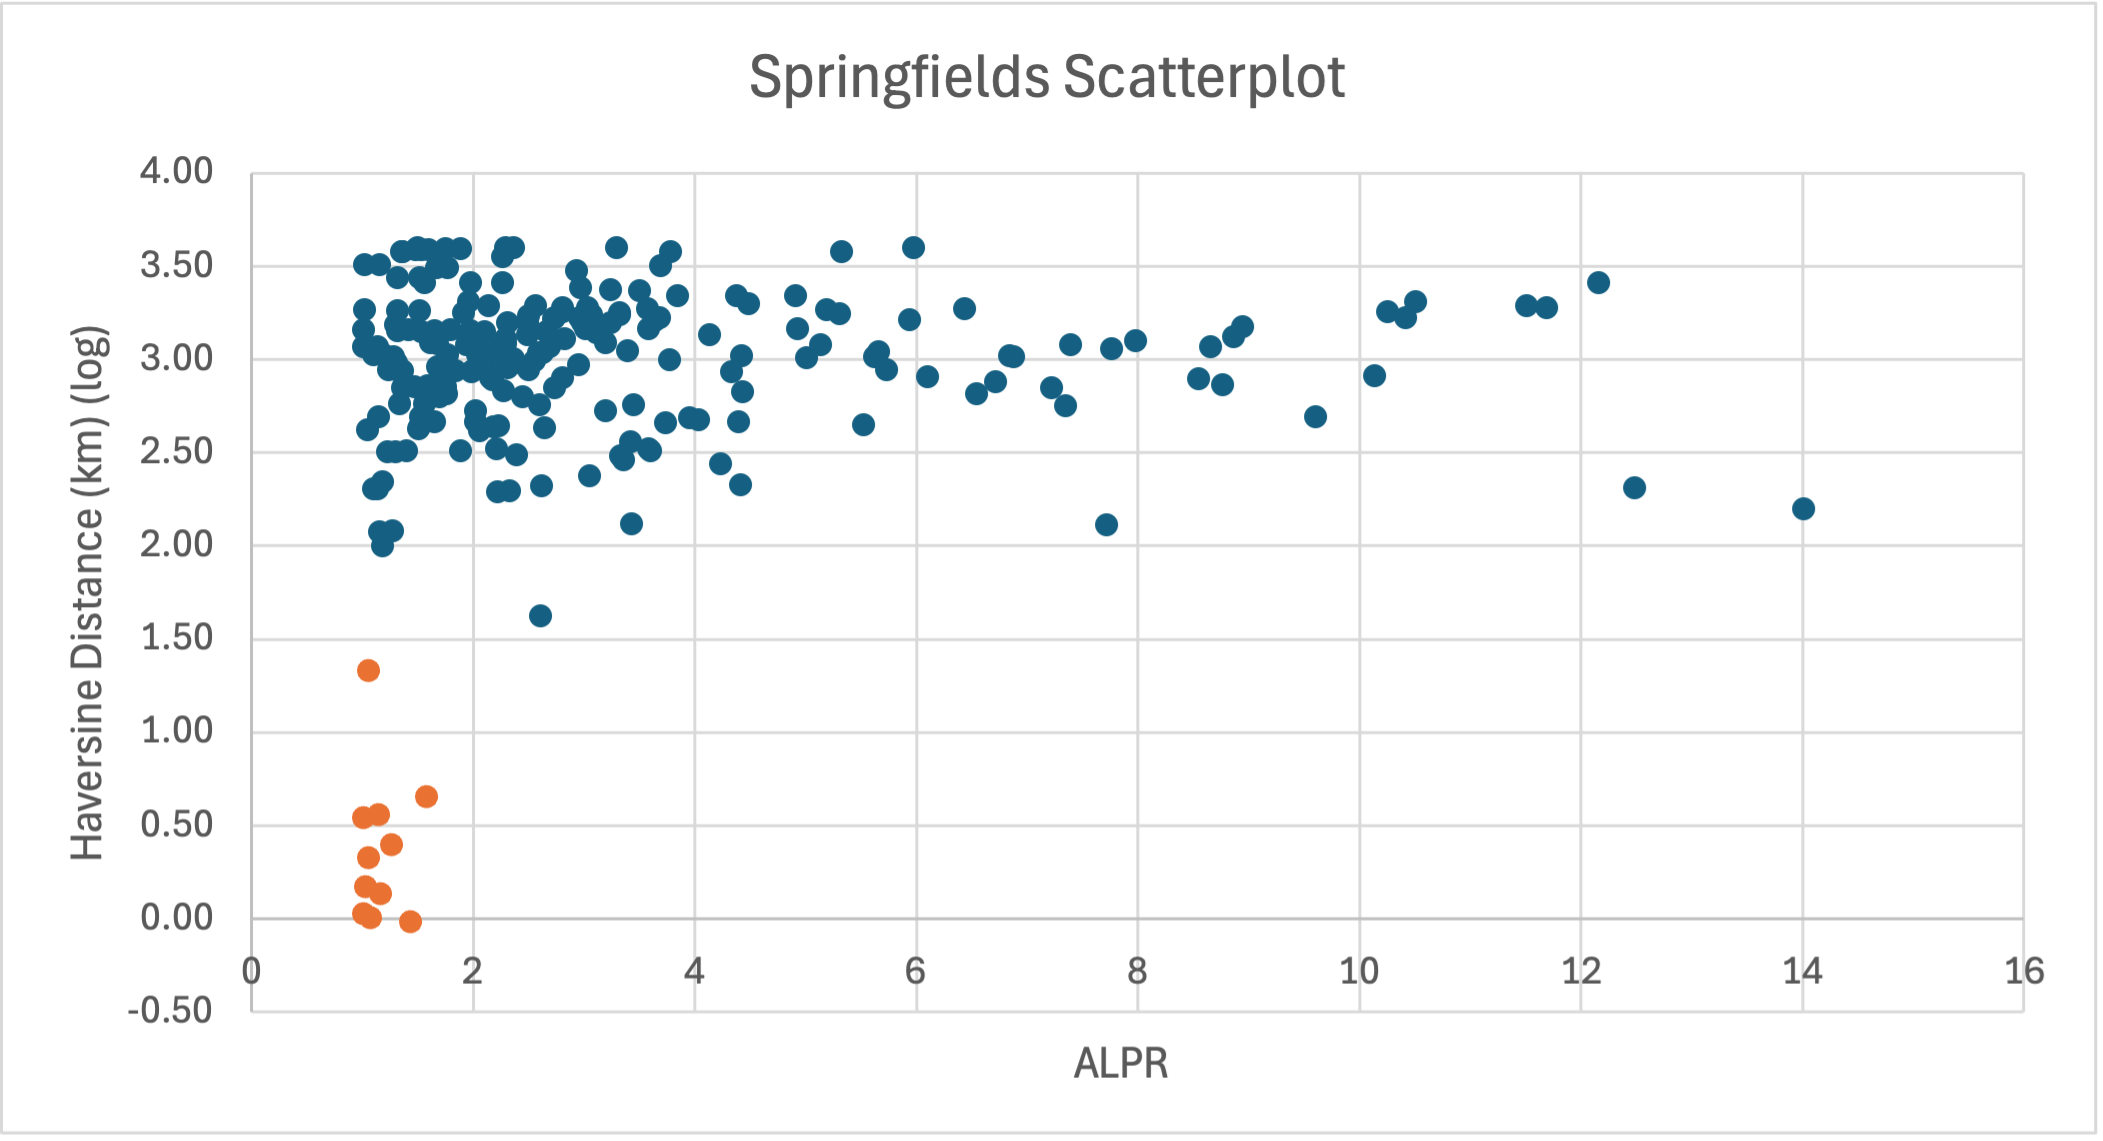 Springfields Scatterplot
4.00
3.50
3.00
2.50
2.00
1.50
1.00
0.50
0.00
-0.50
0 2 4 6 8 10 12 14 16
Haversine Distance (km) (log)
ALPR